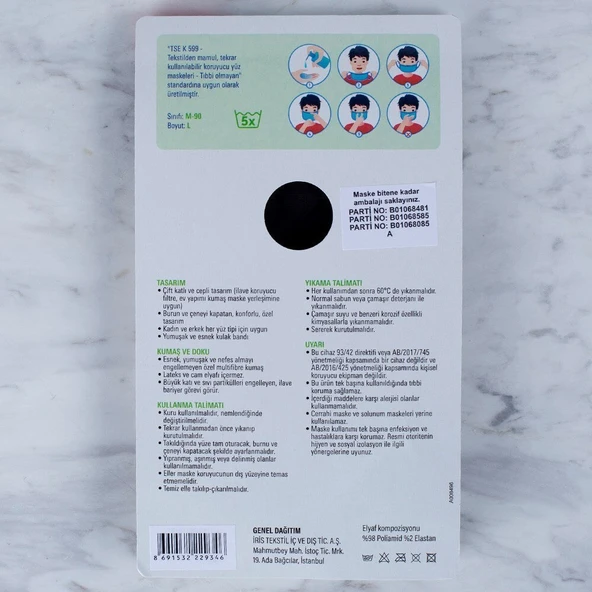 "TSE K 599 -
Tekstilden mamul, tekrar
kullanılabilir koruyucu yüz
maskeleri - Tıbbi olmayan"
standardına uygun olarak
üretilmiştir.
Sınıfı: M-90
Boyut: L
5x
Maske bitene kadar
ambalajı saklayınız.
PARTİ NO: B01068481
PARTİ NO: B01068585
PARTİ NO: B01068085
A
TASARIM
• Çift katlı ve cepli tasarım (ilave koruyucu
filtre, ev yapımı kumaş maske yerleşimine
uygun)
• Burun ve çeneyi kapatan, konforlu, özel
tasarım
• Kadın ve erkek her yüz tipi için uygun
• Yumuşak ve esnek kulak bandı
KUMAŞ VE DOKU
• Esnek, yumuşak ve nefes almayı
engellemeyen özel multifibre kumaş
• Lateks ve cam elyafı içermez.
• Büyük katı ve sıvı partikülleri engelleyen, ilave
bariyer görevi görür.
KULLANMA TALİMATI
• Kuru kullanılmalıdır, nemlendiğinde
değiştirilmelidir.
• Tekrar kullanmadan önce yıkanıp
kurutulmalıdır.
• Takıldığında yüze tam oturacak, burnu ve
çeneyi kapatacak şekilde ayarlanmalıdır.
• Yıpranmış, aşınmış veya delinmiş olanlar
kullanılmamalıdır.
• Eller maske koruyucunun dış yüzeyine temas
etmemelidir.
• Temiz elle takılıp-çıkarılmalıdır.
YIKAMA TALİMATI
• Her kullanımdan sonra 60°C de yıkanmalıdır.
• Normal sabun veya çamaşır deterjanı ile
yıkanmalıdır.
• Çamaşır suyu ve benzeri korozif özellikli
kimyasallarla yıkanmamalıdır.
• Sererek kurutulmalıdır.
UYARI
• Bu cihaz 93/42 direktifi veya AB/2017/745
yönetmeliği kapsamında bir cihaz değildir ve
AB/2016/425 yönetmeliği kapsamında kişisel
koruyucu ekipman değildir.
• Bu ürün tek başına kullanıldığında tıbbi
koruma sağlamaz.
• İçerdiği maddelere karşı alerjisi olanlar
kullanmamalıdır.
• Cerrahi maske ve solunum maskeleri yerine
kullanılamaz.
• Maske kullanımı tek başına enfeksiyon ve
hastalıklara karşı korumaz. Resmi otoritenin
hijyen ve sosyal izolasyon ile ilgili
yönergelerine uyunuz.
A009496
8 691532 229346
GENEL DAĞITIM
İRİS TEKSTİL İÇ VE DIŞ TİC. A.Ş.
Mahmutbey Mah. İstoç Tic. Mrk.
19. Ada Bağcılar, İstanbul
Elyaf kompozisyonu
%98 Poliamid %2 Elastan